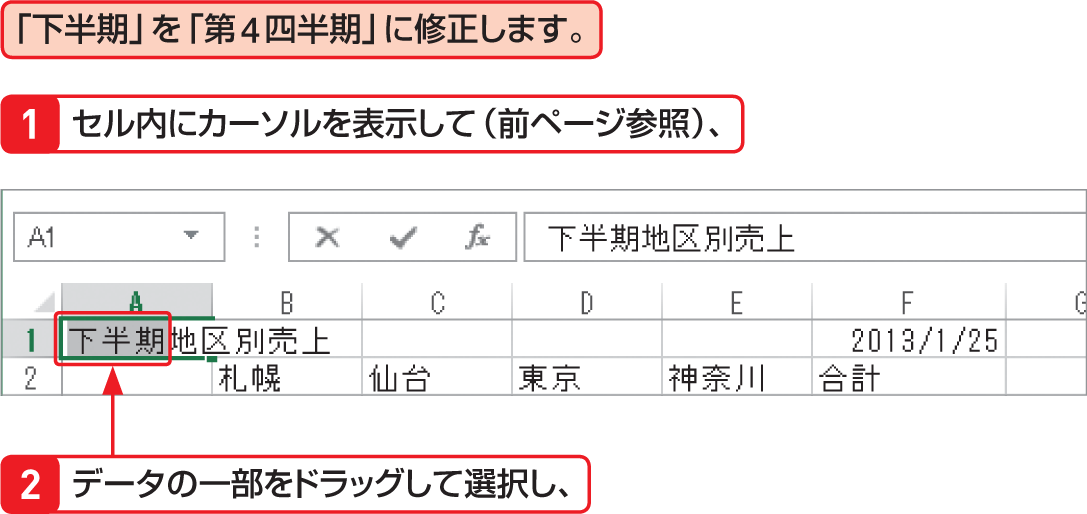 「下半期」を「第4四半期」に修正します。
1 セル内にカーソルを表示して（前ページ参照）、
A1 fx 下半期地区別売上
A B C D E F G
1 下半期地区別売上 2013/1/25
2 札幌 仙台 東京 神奈川 合計
2 データの一部をドラッグして選択し、